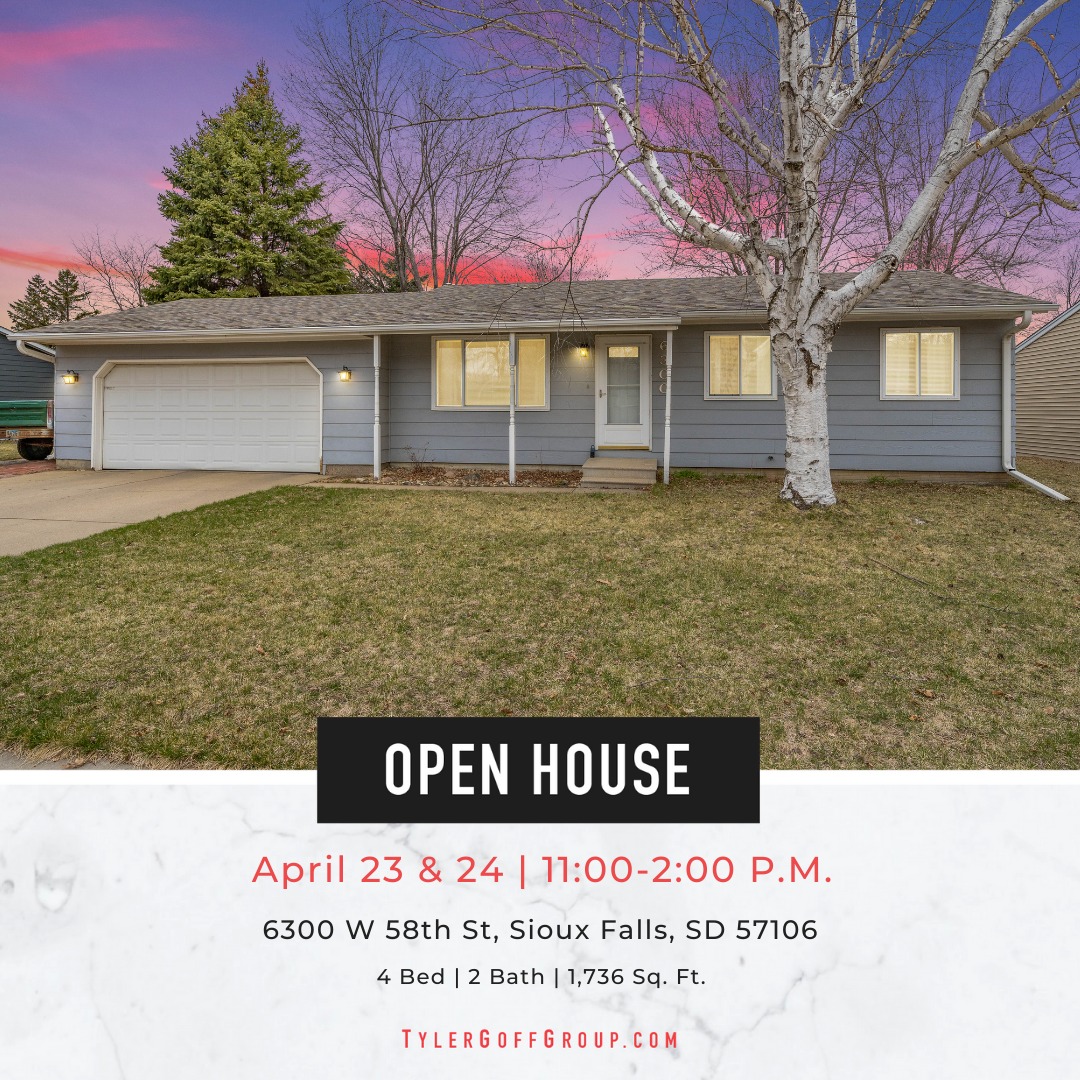 6300
OPEN HOUSE
April 23 & 24 | 11:00-2:00 P.M.
6300 W 58th St, Sioux Falls, SD 57106
4 Bed | 2 Bath | 1,736 Sq. Ft.
TYLERGOFFGROUP.COM